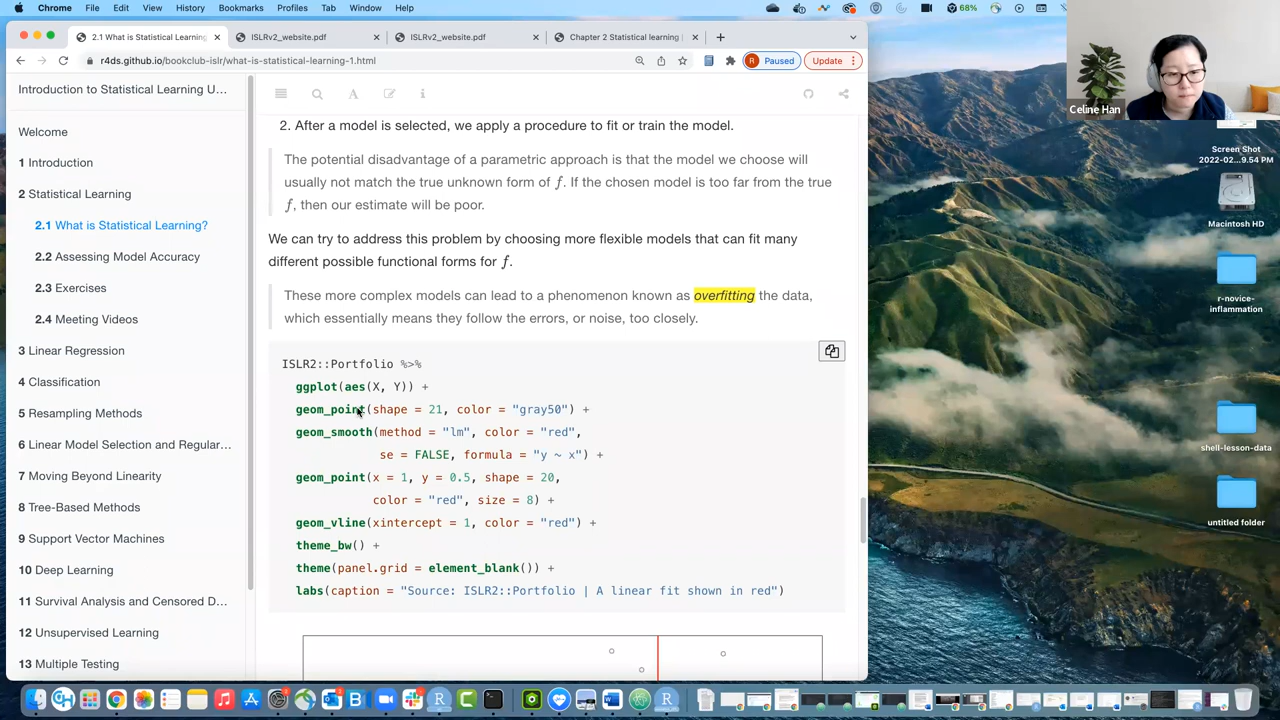 Chrome File Edit View History Bookmarks Profiles Tab Window Help
68%
2.1 What is Statistical Learning
ISLRv2_website.pdf
ISLRv2_website.pdf
Chapter 2 Statistical learning
r4ds.github.io/bookclub-islr/what-is-statistical-learning-1.html
R Paused
Update
Introduction to Statistical Learning U...
Welcome
1 Introduction
2 Statistical Learning
2.1 What is Statistical Learning?
2.2 Assessing Model Accuracy
2.3 Exercises
2.4 Meeting Videos
3 Linear Regression
4 Classification
5 Resampling Methods
6 Linear Model Selection and Regular...
7 Moving Beyond Linearity
8 Tree-Based Methods
9 Support Vector Machines
10 Deep Learning
11 Survival Analysis and Censored D...
12 Unsupervised Learning
13 Multiple Testing
2. After a model is selected, we apply a procedure to fit or train the model.
The potential disadvantage of a parametric approach is that the model we choose will
usually not match the true unknown form of f. If the chosen model is too far from the true
f, then our estimate will be poor.
We can try to address this problem by choosing more flexible models that can fit many
different possible functional forms for f.
These more complex models can lead to a phenomenon known as overfitting the data,
which essentially means they follow the errors, or noise, too closely.
ISLR2::Portfolio %>%
ggplot(aes(X, Y)) +
geom_point(shape = 21, color = "gray50") +
geom_smooth(method = "lm", color = "red",
se = FALSE, formula = "y ~ x") +
geom_point(x = 1, y = 0.5, shape = 20,
color = "red", size = 8) +
geom_vline(xintercept = 1, color = "red") +
theme_bw() +
theme(panel.grid = element_blank()) +
labs(caption = "Source: ISLR2::Portfolio | A linear fit shown in red")
Celine Han
Screen Shot
2022-02...9.54 PM
Macintosh HD
r-novice-
inflammation
shell-lesson-data
untitled folder